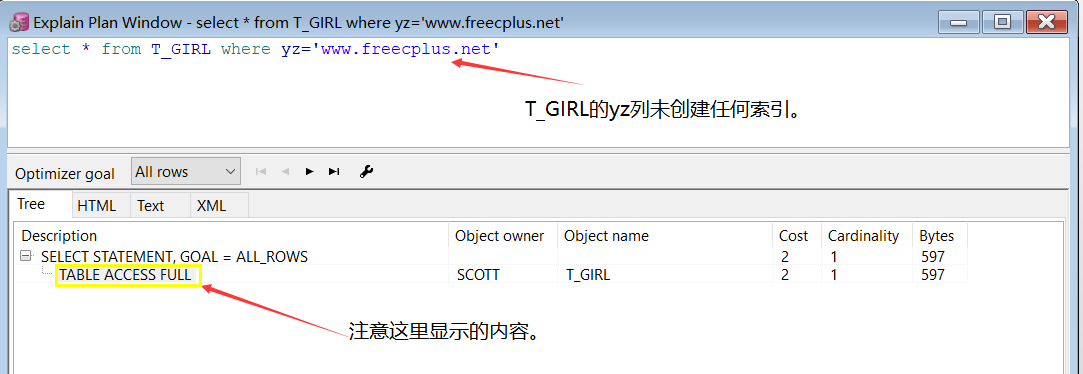 Explain Plan Window - select * from T_GIRL where yz='www.freecplus.net'
select * from T_GIRL where yz='www.freecplus.net'
T_GIRL的yz列未创建任何索引。
Optimizer goal All rows
Tree HTML Text XML
Description Object owner Object name Cost Cardinality Bytes
SELECT STATEMENT, GOAL = ALL_ROWS 2 1 597
TABLE ACCESS FULL SCOTT T_GIRL 2 1 597
注意这里显示的内容。